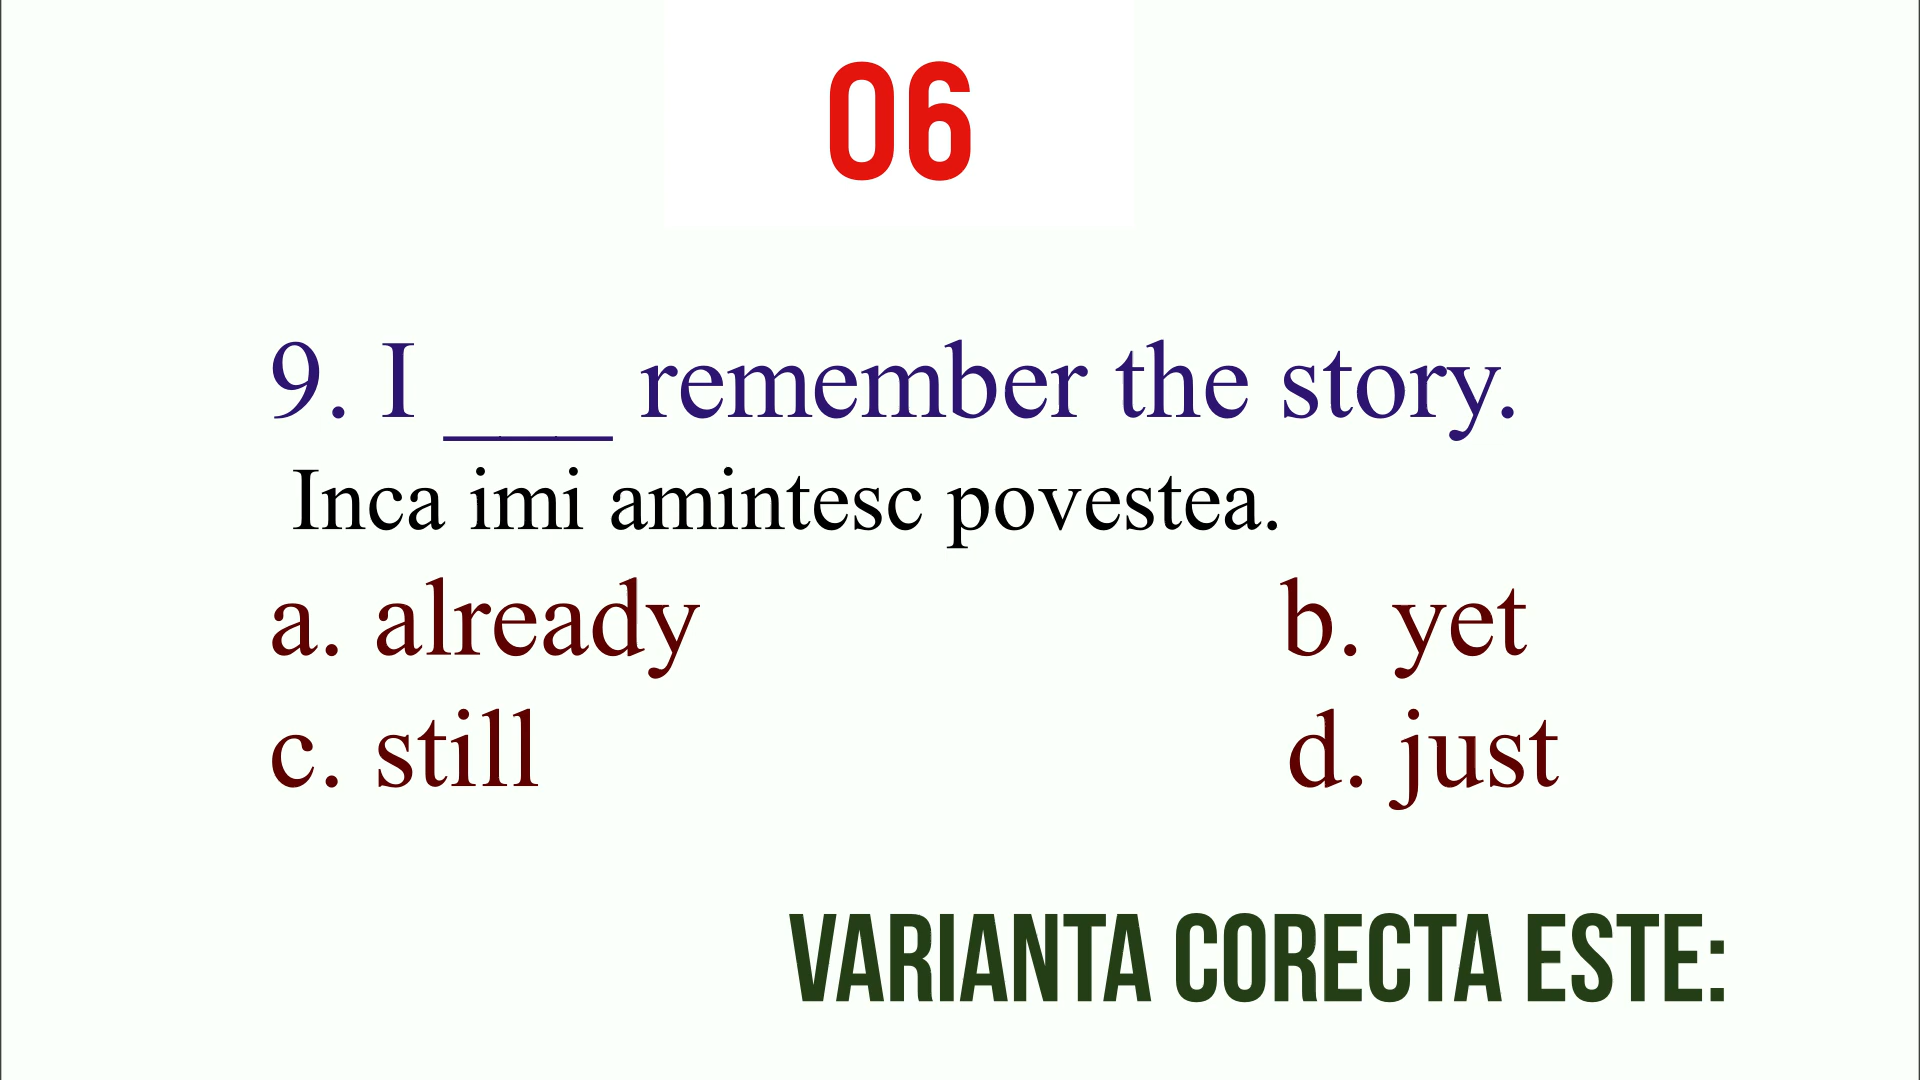 06
9. I ___ remember the story.
Inca imi amintesc povestea.
a. already b. yet
c. still d. just
VARIANTA CORECTA ESTE: